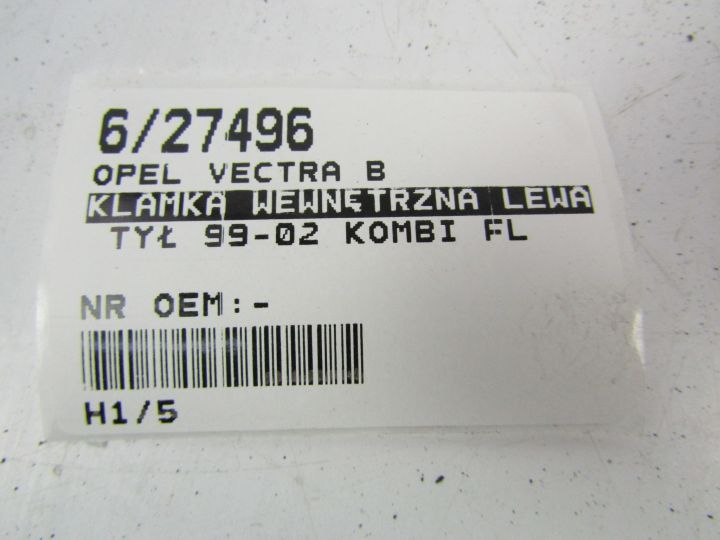 6/27496
OPEL VECTRA B
KLAMKA WEWNĘTRZNA LEWA
TYŁ 99-02 KOMBI FL
NR OEM:-
H1/5